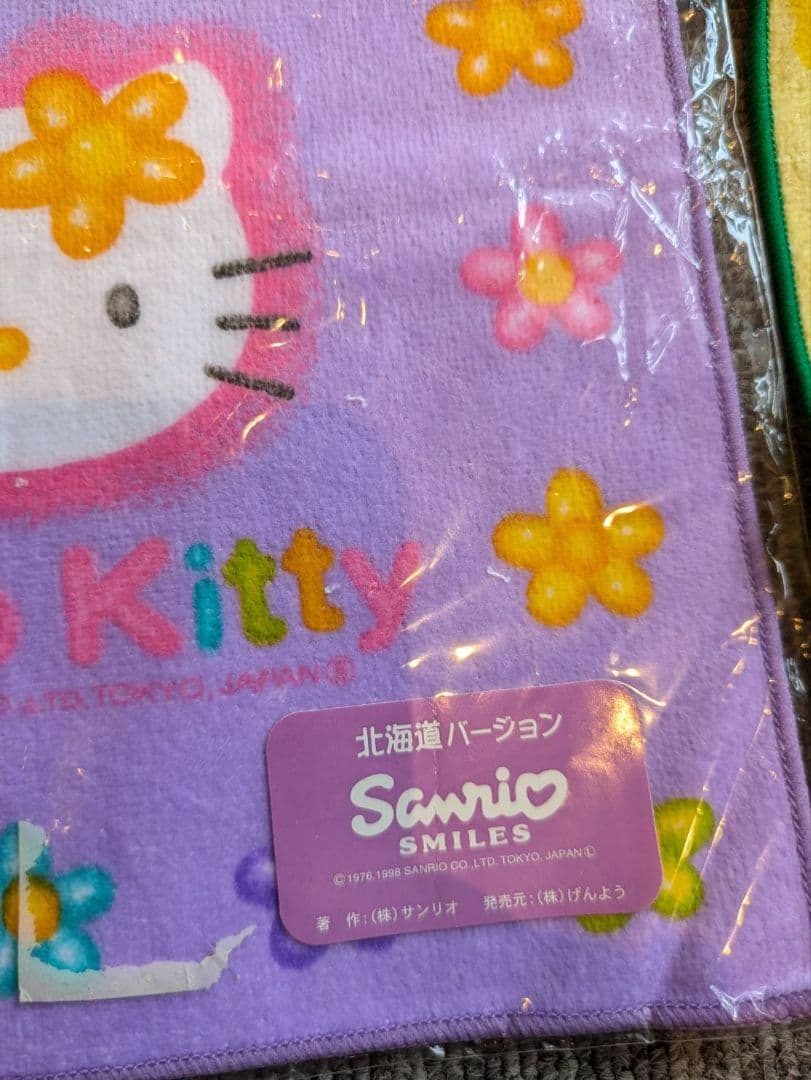 o Kitty
O.,LTD. TOKYO, JAPAN Ⓛ
北海道バージョン
Sanrio
SMILES
©1976,1998 SANRIO CO.,LTD. TOKYO, JAPAN Ⓛ
著 作:(株)サンリオ 発売元:(株)げんよう